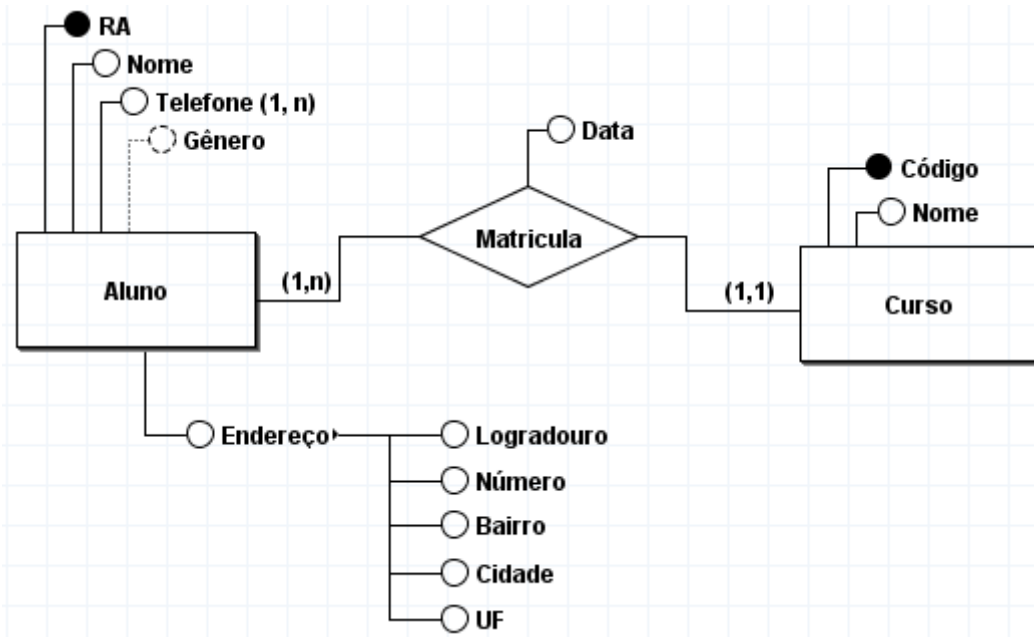 RA
Nome
Telefone (1, n)
Gênero
Data
Código
Nome
Matricula
Aluno
(1,n)
(1,1)
Curso
Endereço
Logradouro
Número
Bairro
Cidade
UF